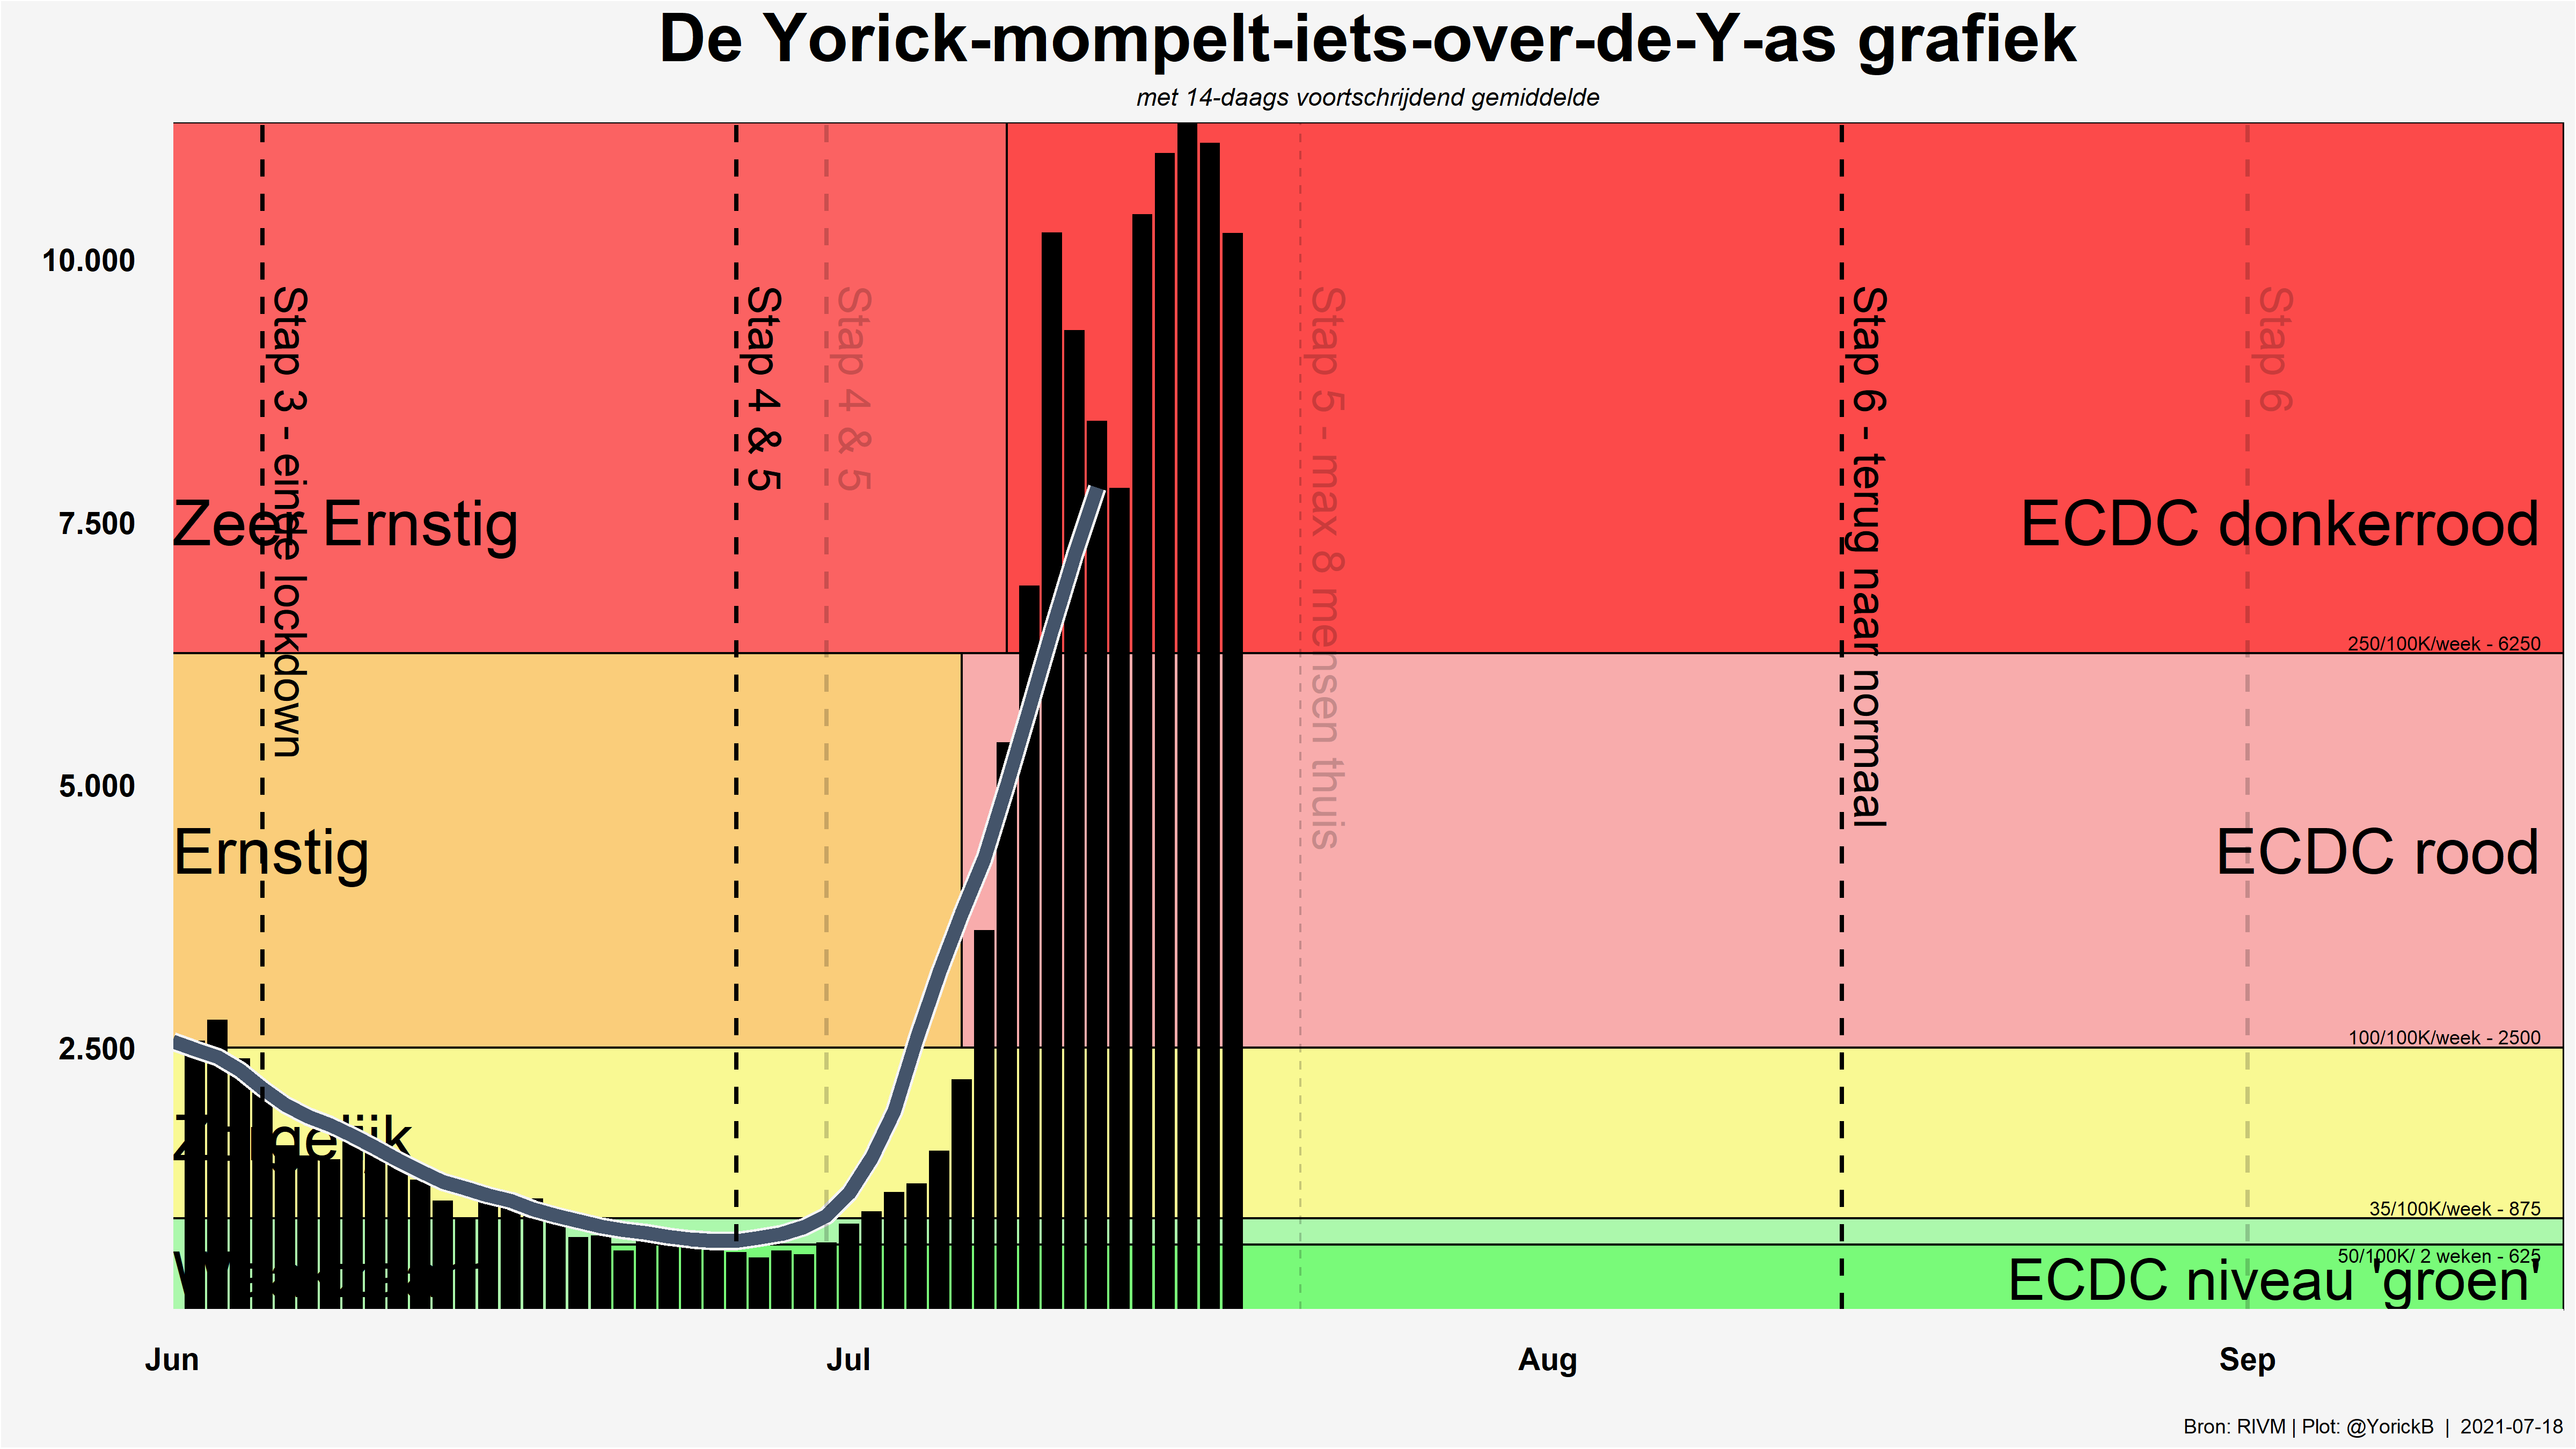 De Yorick-mompelt-iets-over-de-Y-as grafiek
met 14-daags voortschrijdend gemiddelde
10.000
7.500
5.000
2.500
Stap 3 - einde lockdown
Stap 4 & 5
Stap 4 & 5
Stap 5 - max 8 mensen thuis
Stap 6 - terug naar normaal
Stap 6
Zeer Ernstig
ECDC donkerrood
250/100K/week - 6250
Ernstig
ECDC rood
100/100K/week - 2500
Zorgelijk
35/100K/week - 875
50/100K/ 2 weken - 625
ECDC niveau 'groen'
Jun
Jul
Aug
Sep
Bron: RIVM | Plot: @YorickB | 2021-07-18